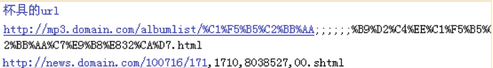 杯具的url
http://mp3.domain.com/albumlist/%C1%F5%B5%C2%BB%AA;;;;;;%B9%D2%C4%EE%C1%F5%B5%C
2%BB%AA%C7%E9%B8%E832%CA%D7.html
http://news.domain.com/100716/171,1710,8038527,00.shtml